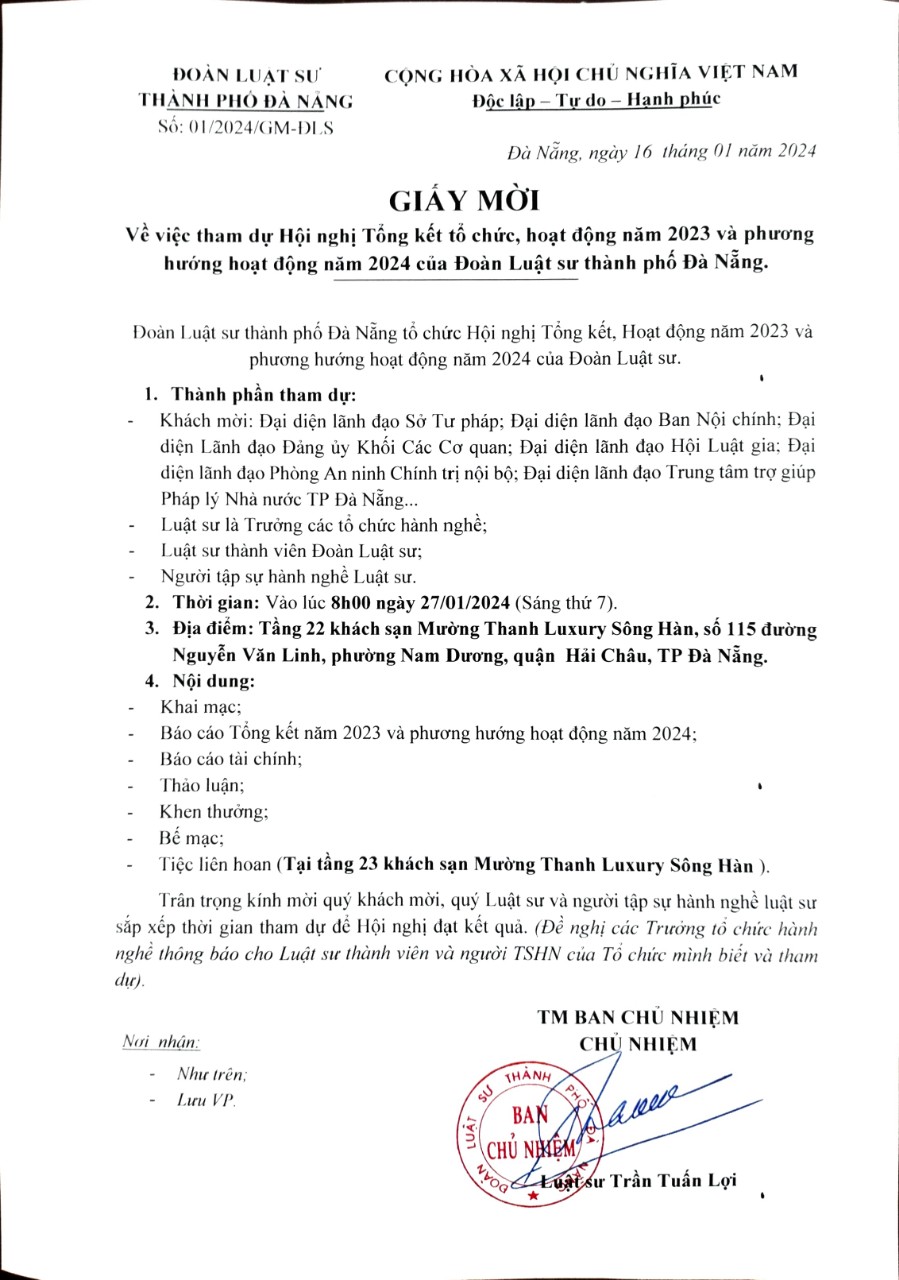 ĐOÀN LUẬT SƯ
THÀNH PHỐ ĐÀ NẴNG
Số: 01/2024/GM-ĐLS
CỘNG HÒA XÃ HỘI CHỦ NGHĨA VIỆT NAM
Độc lập – Tự do – Hạnh phúc
Đà Nẵng, ngày 16 tháng 01 năm 2024
GIẤY MỜI
Về việc tham dự Hội nghị Tổng kết tổ chức, hoạt động năm 2023 và phương
hướng hoạt động năm 2024 của Đoàn Luật sư thành phố Đà Nẵng.
Đoàn Luật sư thành phố Đà Nẵng tổ chức Hội nghị Tổng kết, Hoạt động năm 2023 và
phương hướng hoạt động năm 2024 của Đoàn Luật sư.
1. Thành phần tham dự:
- Khách mời: Đại diện lãnh đạo Sở Tư pháp; Đại diện lãnh đạo Ban Nội chính; Đại
diện Lãnh đạo Đảng ủy Khối Các Cơ quan; Đại diện lãnh đạo Hội Luật gia; Đại
diện lãnh đạo Phòng An ninh Chính trị nội bộ; Đại diện lãnh đạo Trung tâm trợ giúp
Pháp lý Nhà nước TP Đà Nẵng...
- Luật sư là Trưởng các tổ chức hành nghề;
- Luật sư thành viên Đoàn Luật sư;
- Người tập sự hành nghề Luật sư.
2. Thời gian: Vào lúc 8h00 ngày 27/01/2024 (Sáng thứ 7).
3. Địa điểm: Tầng 22 khách sạn Mường Thanh Luxury Sông Hàn, số 115 đường
Nguyễn Văn Linh, phường Nam Dương, quận Hải Châu, TP Đà Nẵng.
4. Nội dung:
- Khai mạc;
- Báo cáo Tổng kết năm 2023 và phương hướng hoạt động năm 2024;
- Báo cáo tài chính;
- Thảo luận;
- Khen thưởng;
- Bế mạc;
- Tiệc liên hoan (Tại tầng 23 khách sạn Mường Thanh Luxury Sông Hàn ).
Trân trọng kính mời quý khách mời, quý Luật sư và người tập sự hành nghề luật sư
sắp xếp thời gian tham dự để Hội nghị đạt kết quả. (Đề nghị các Trưởng tổ chức hành
nghề thông báo cho Luật sư thành viên và người TSHN của Tổ chức mình biết và tham
dự).
TM BAN CHỦ NHIỆM
CHỦ NHIỆM
Nơi nhận:
- Như trên;
- Lưu VP.
ĐOÀN LUẬT SƯ THÀNH PHỐ ĐÀ NẴNG
BAN
CHỦ NHIỆM
Luật sư Trần Tuấn Lợi